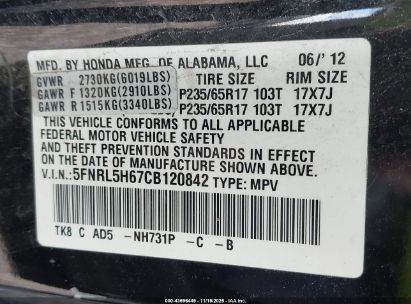 MFD. BY HONDA MFG. OF ALABAMA, LLC 06/'12
GVWR 2730KG(6019LBS) TIRE SIZE RIM SIZE
GAWR F 1320KG(2910LBS) P235/65R17 103T 17X7J
GAWR R 1515KG(3340LBS) P235/65R17 103T 17X7J
THIS VEHICLE CONFORMS TO ALL APPLICABLE
FEDERAL MOTOR VEHICLE SAFETY
AND THEFT PREVENTION STANDARDS IN EFFECT ON
THE DATE OF MANUFACTURE SHOWN ABOVE.
V.I.N.:5FNRL5H67CB120842 TYPE: MPV
TK8 C AD5 -NH731P -C -B